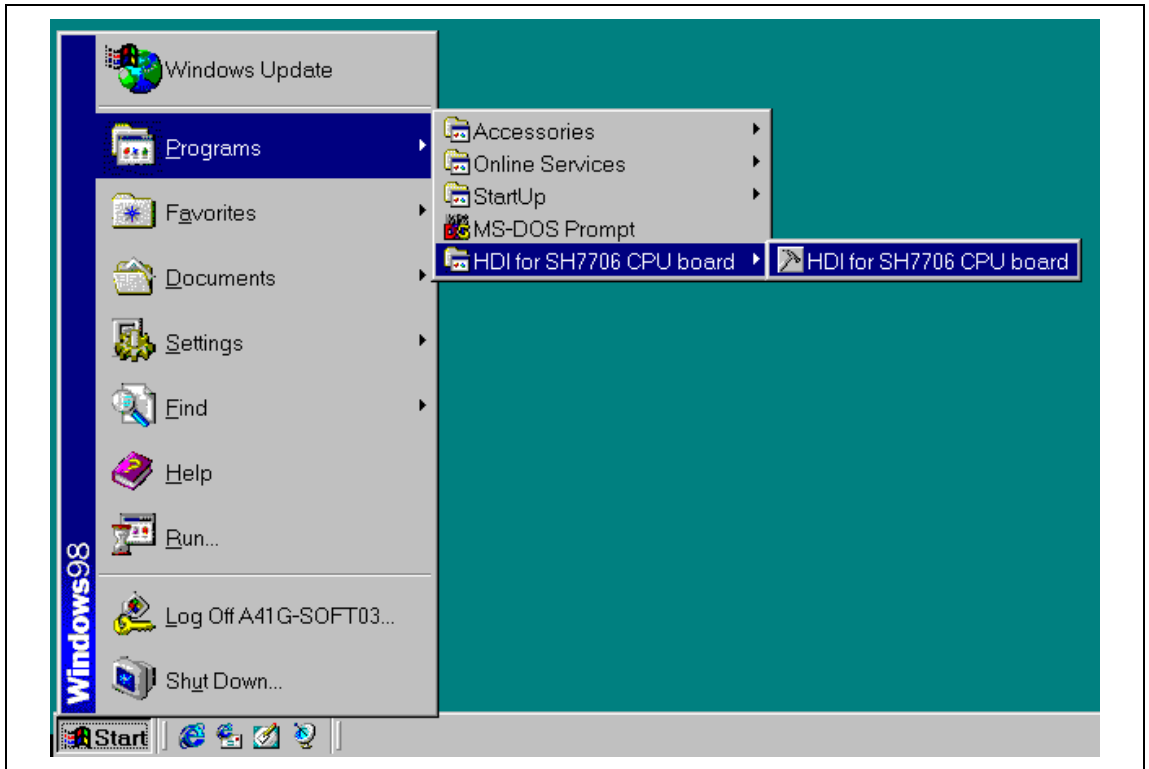 Windows Update
Programs
Favorites
Documents
Settings
Find
Help
Run...
Log Off A41G-SOFT03...
Shut Down...
Windows98
Accessories
Online Services
StartUp
MS-DOS Prompt
HDI for SH7706 CPU board
HDI for SH7706 CPU board
Start